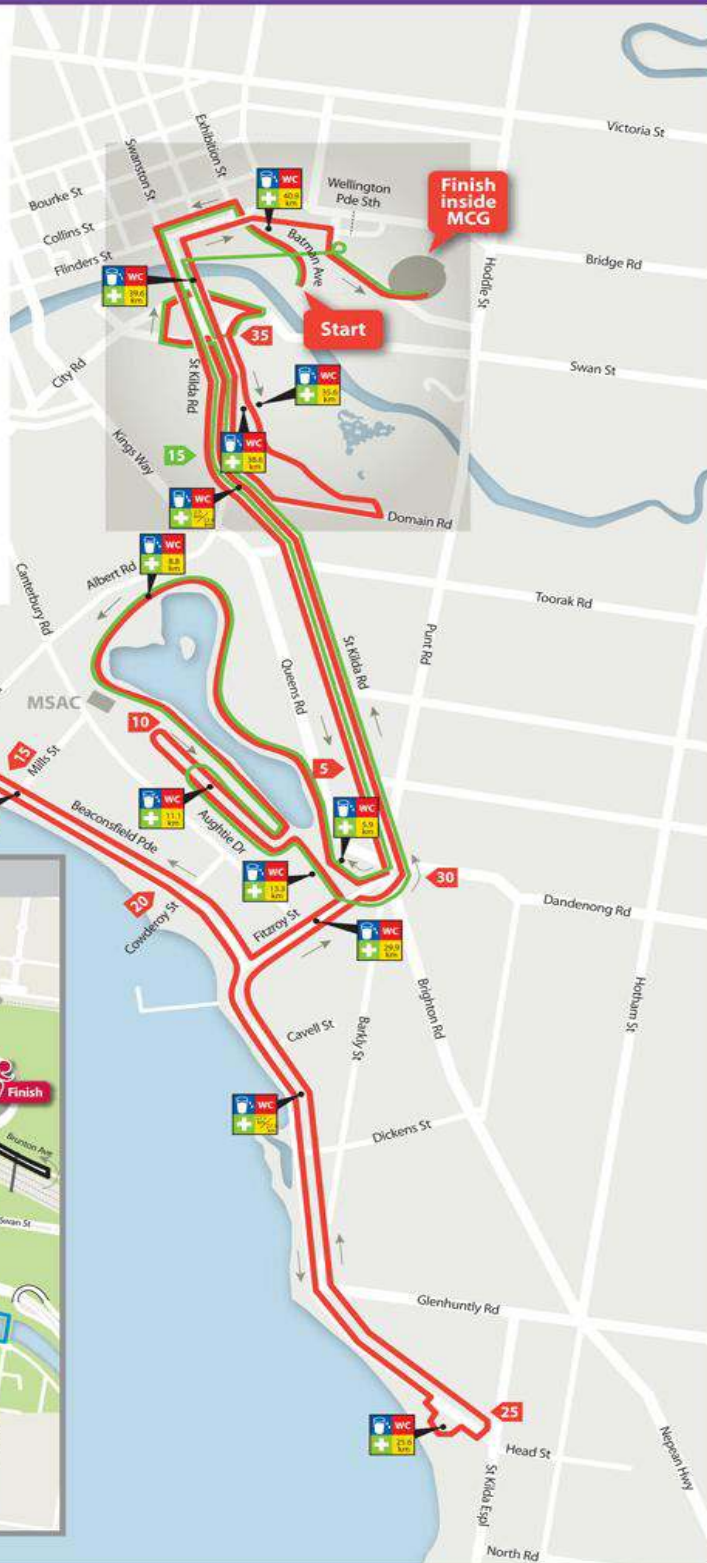 Victoria St
Exhibition St
Swanston St
Bourke St
Collins St
Flinders St
WC
40.9
km
Wellington
Pde Sth
Finish
inside
MCG
Batman Ave
Hoddle St
Bridge Rd
WC
39.6
km
Start
35
Swan St
City Rd
St Kilda Rd
WC
35.6
km
Kings Way
15
WC
38.6
km
WC
Domain Rd
WC
8.8
km
Albert Rd
Canterbury Rd
Toorak Rd
Punt Rd
St Kilda Rd
Queens Rd
MSAC
10
15
Mills St
5
WC
11.1
km
Aughtie Dr
Beaconsfield Pde
WC
5.9
km
WC
13.3
km
30
20
Cowderoy St
Fitzroy St
Dandenong Rd
WC
29.9
km
Hotham St
Brighton Rd
Barkly St
Cavell St
Finish
WC
Dickens St
Brunton Ave
Swan St
Glenhuntly Rd
25
WC
25.6
km
Head St
St Kilda Espl
Nepean Hwy
North Rd